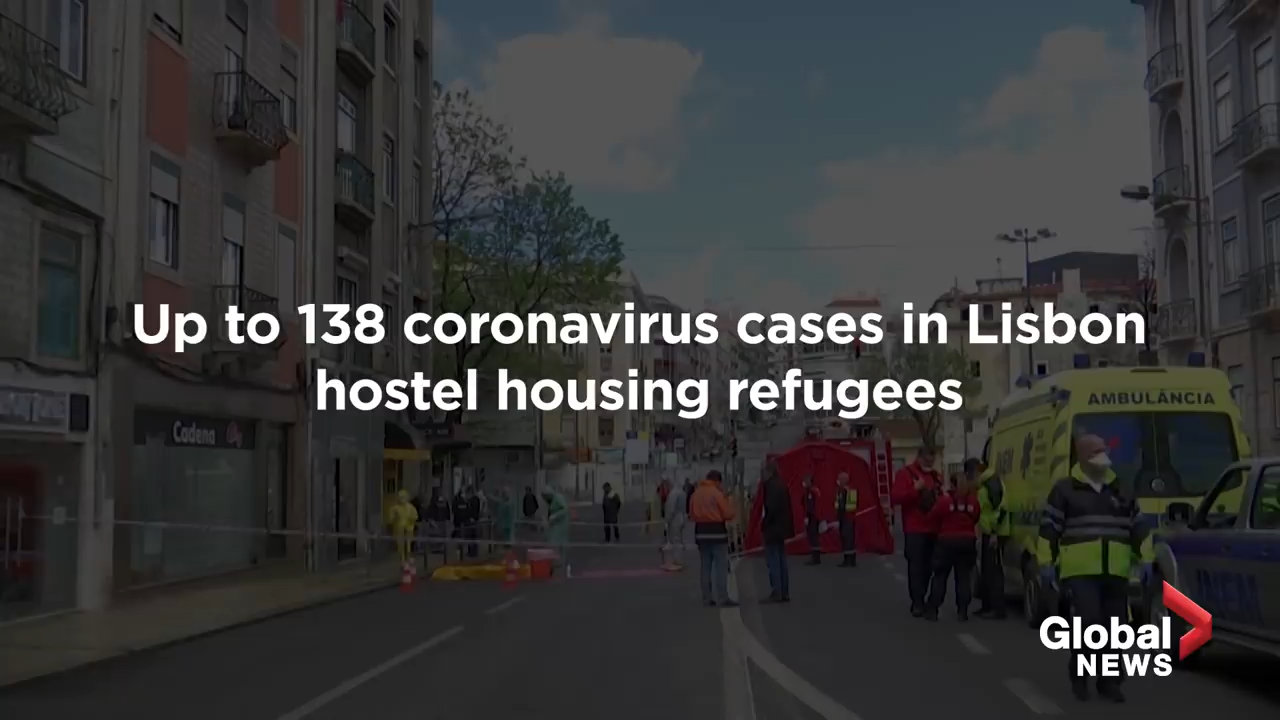 Up to 138 coronavirus cases in Lisbon
hostel housing refugees
Cadena
AMBULÂNCIA
Global
NEWS